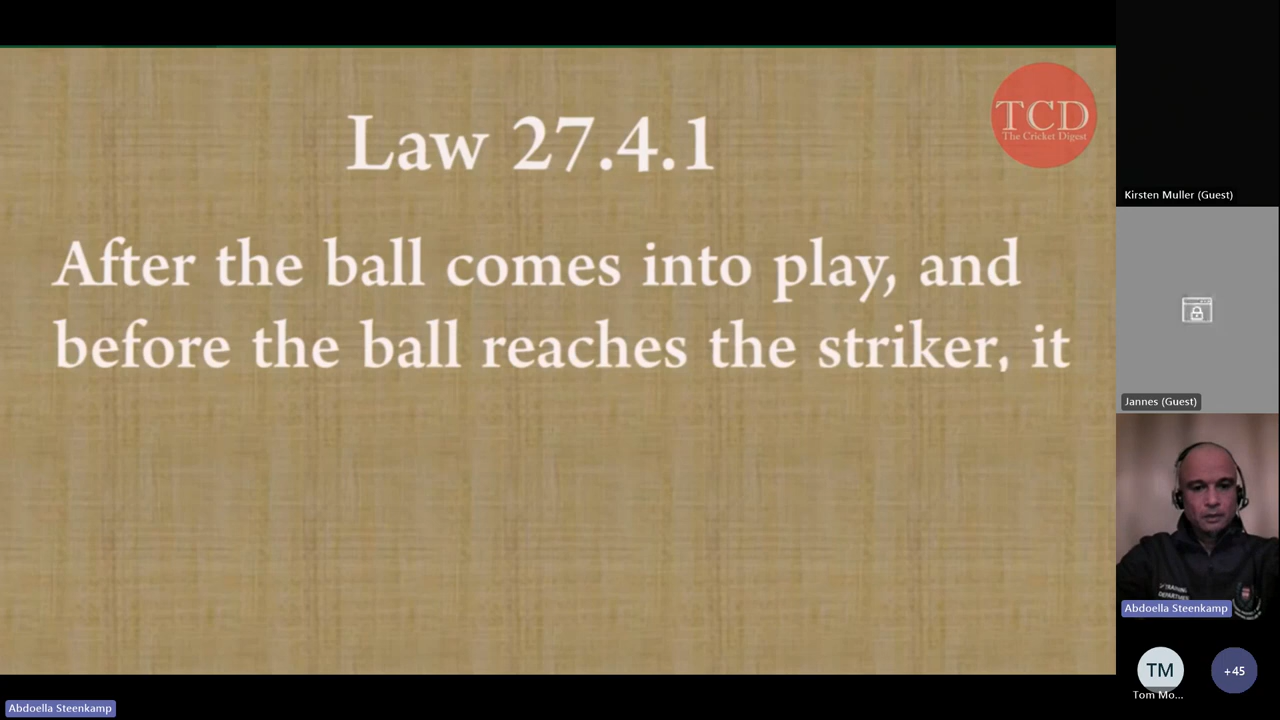 Law 27.4.1
TCD
The Cricket Digest
After the ball comes into play, and
before the ball reaches the striker, it
Kirsten Muller (Guest)
Jannes (Guest)
Abdoella Steenkamp
TM
+45
Tom Mo...
Abdoella Steenkamp